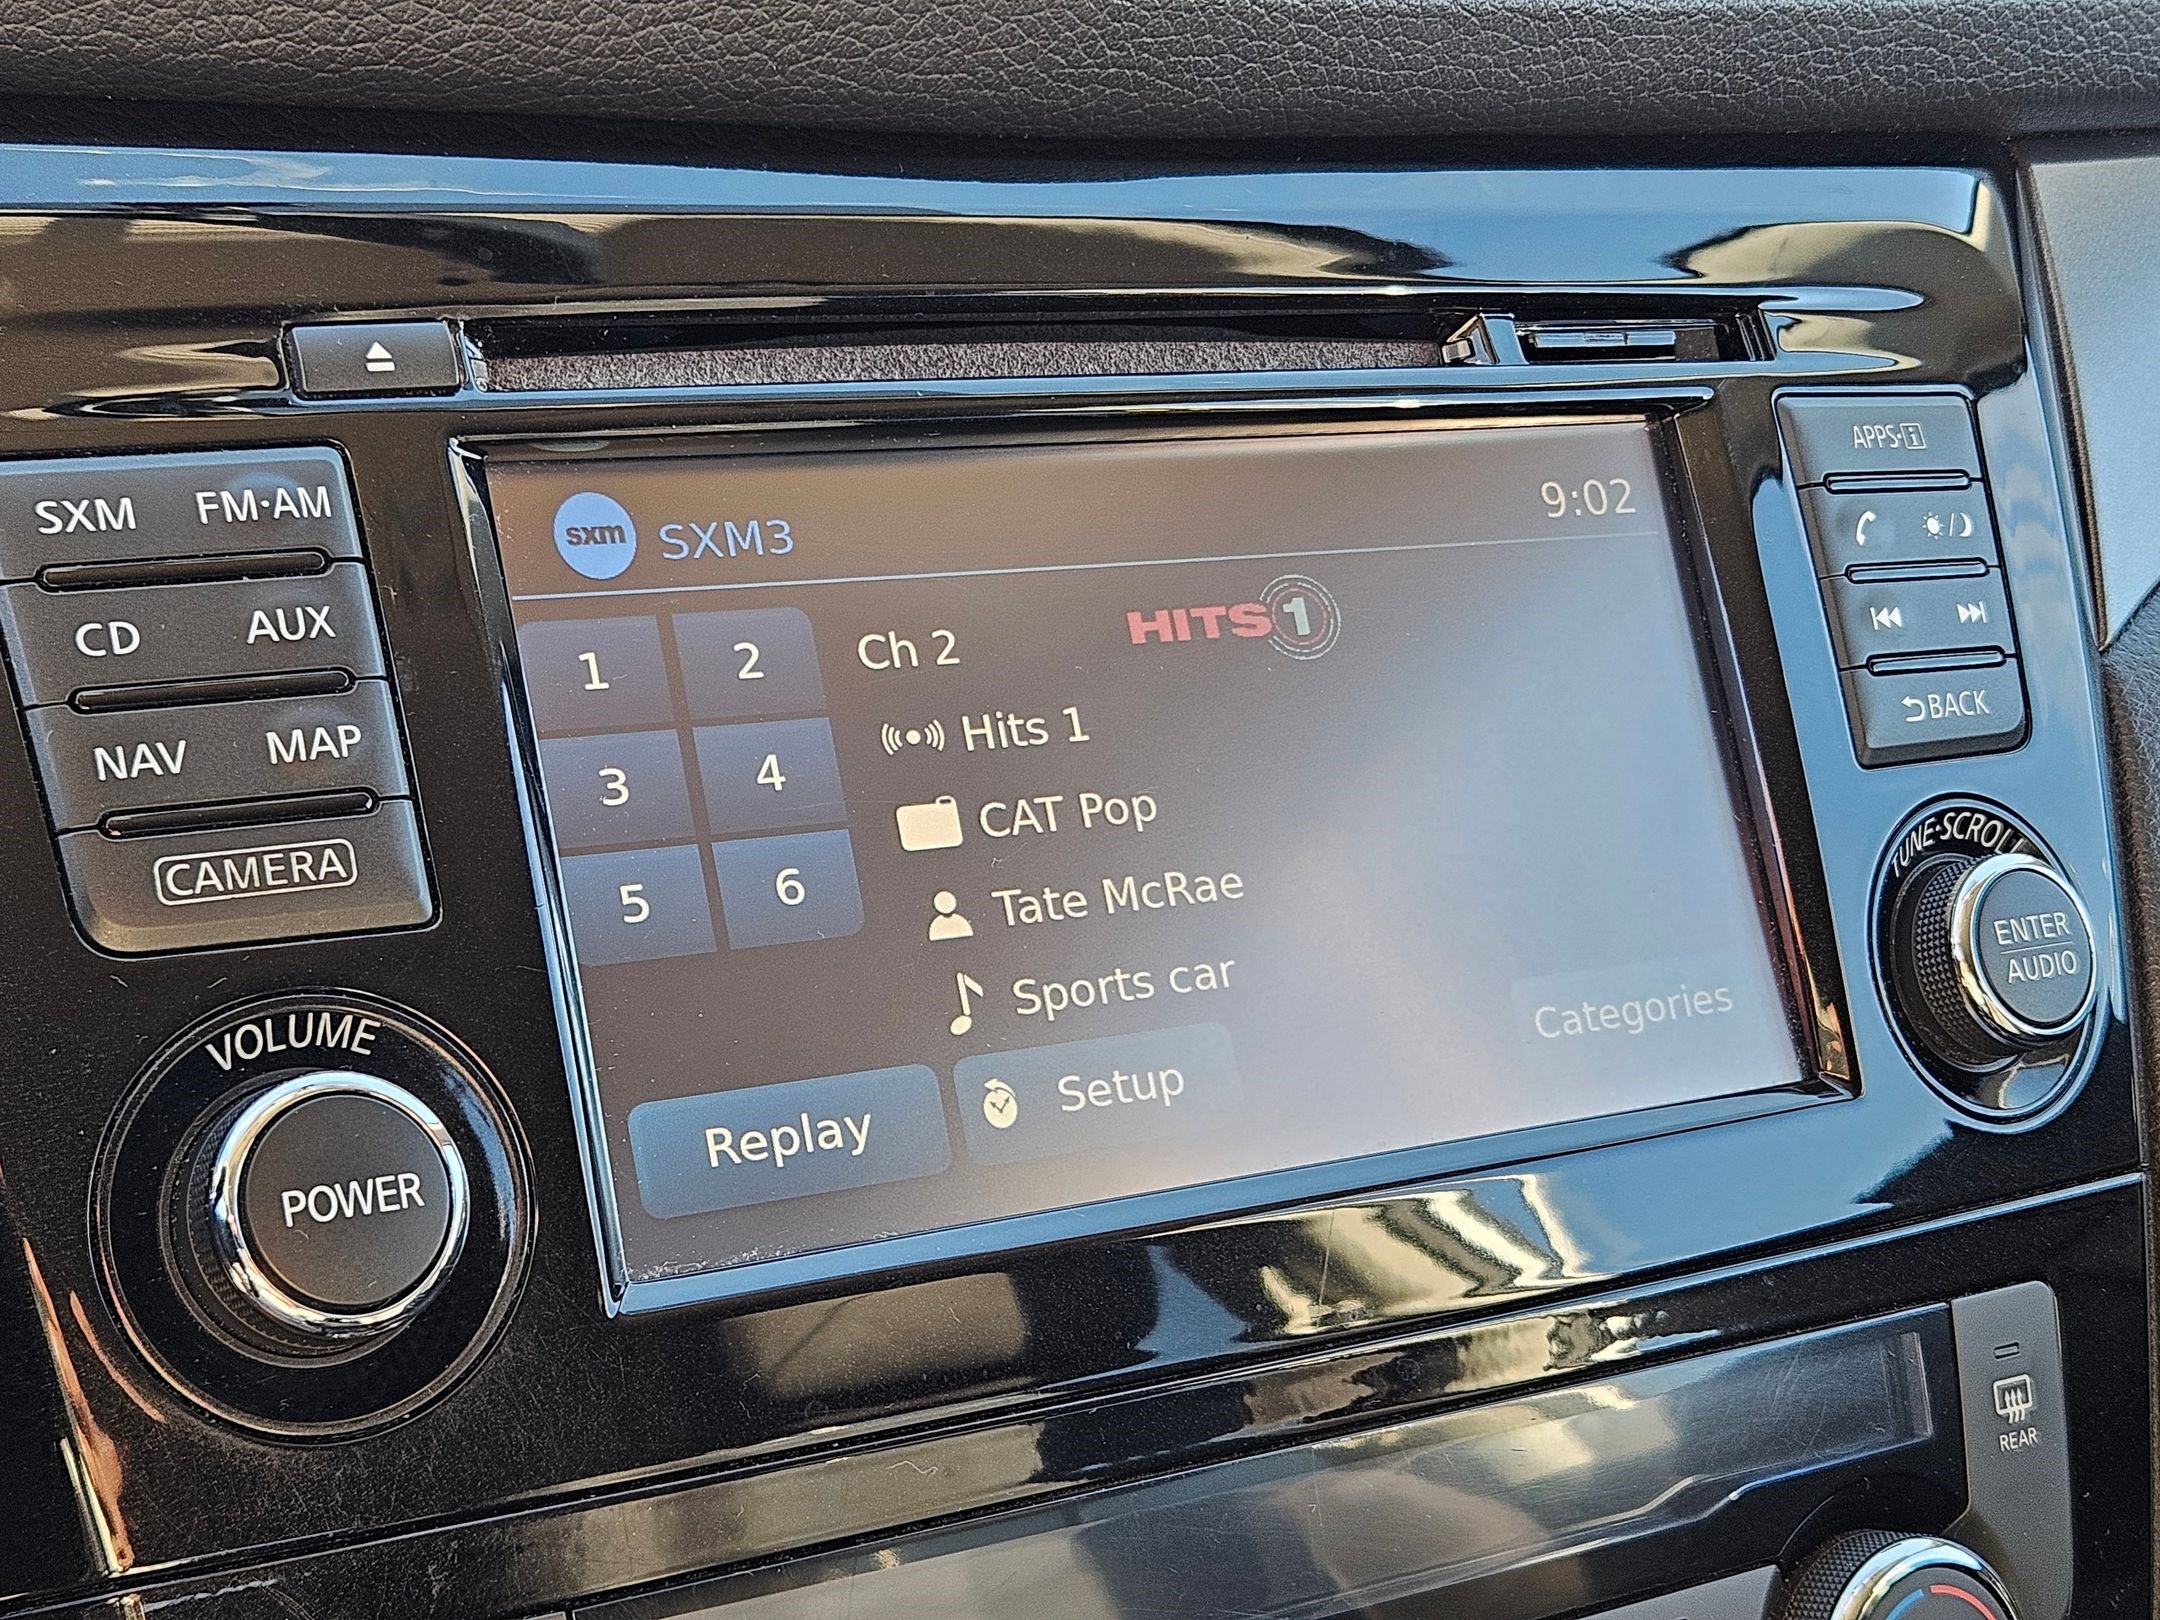 SXM FM·AM
CD AUX
NAV MAP
CAMERA
VOLUME
POWER
sxm SXM3
9:02
1 2
3 4
5 6
Ch 2
HITS 1
Hits 1
CAT Pop
Tate McRae
Sports car
Categories
Replay
Setup
APPS·i
BACK
TUNE·SCROLL
ENTER
AUDIO
REAR